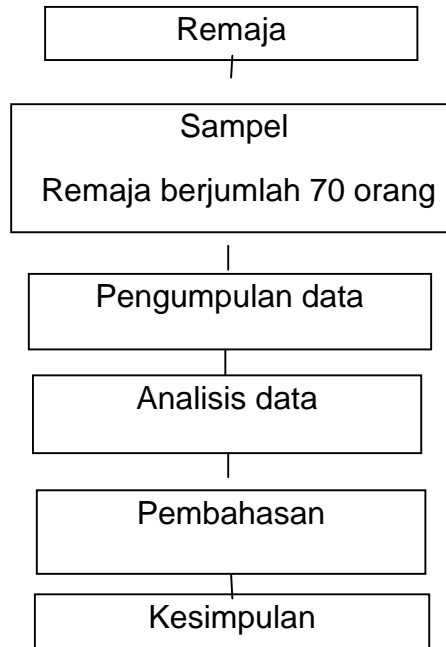 Remaja
Sampel
Remaja berjumlah 70 orang
Pengumpulan data
Analisis data
Pembahasan
Kesimpulan